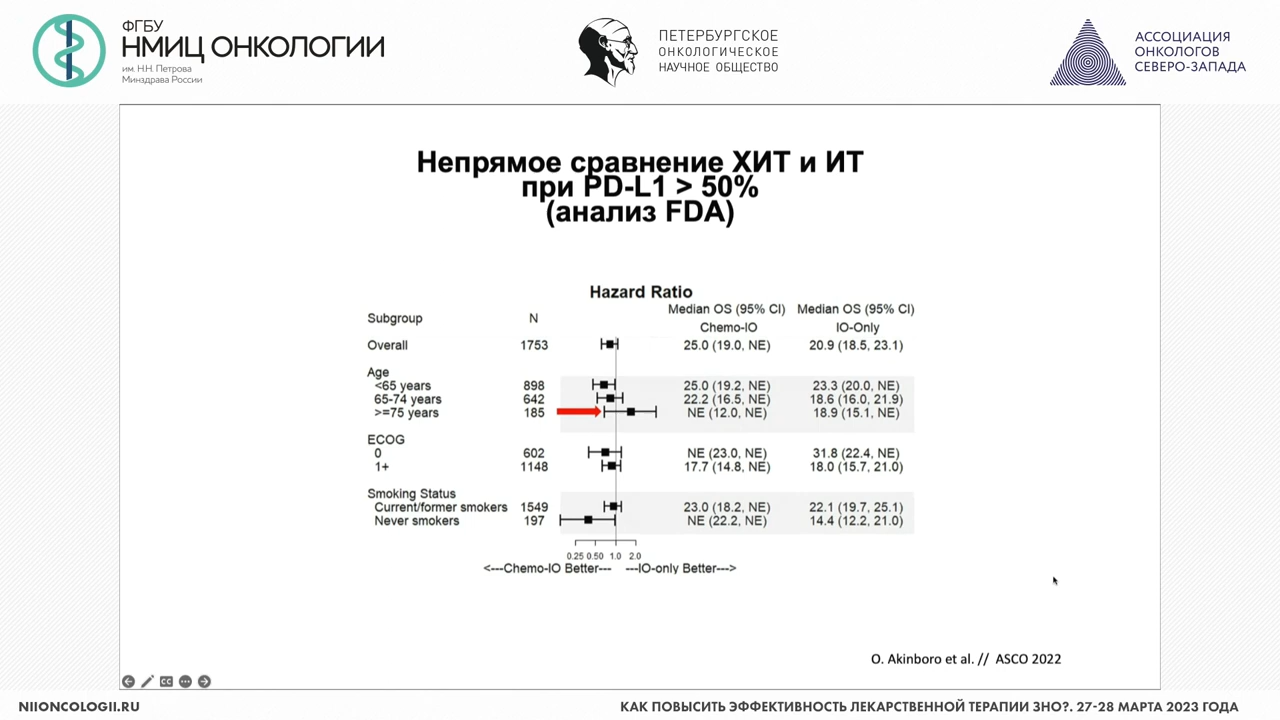 ФГБУ
НМИЦ ОНКОЛОГИИ
им. Н.Н. Петрова
Минздрава России
ПЕТЕРБУРГСКОЕ
ОНКОЛОГИЧЕСКОЕ
НАУЧНОЕ ОБЩЕСТВО
АССОЦИАЦИЯ
ОНКОЛОГОВ
СЕВЕРО-ЗАПАДА
Непрямое сравнение ХИТ и ИТ
при PD-L1 > 50%
(анализ FDA)
Hazard Ratio
Median OS (95% CI) Median OS (95% CI)
Subgroup N Chemo-IO IO-Only
Overall 1753 25.0 (19.0, NE) 20.9 (18.5, 23.1)
Age
<65 years 898 25.0 (19.2, NE) 23.3 (20.0, NE)
65-74 years 642 22.2 (16.5, NE) 18.6 (16.0, 21.9)
>=75 years 185 NE (12.0, NE) 18.9 (15.1, NE)
ECOG
0 602 NE (23.0, NE) 31.8 (22.4, NE)
1+ 1148 17.7 (14.8, NE) 18.0 (15.7, 21.0)
Smoking Status
Current/former smokers 1549 23.0 (18.2, NE) 22.1 (19.7, 25.1)
Never smokers 197 NE (22.2, NE) 14.4 (12.2, 21.0)
0.25 0.50 1.0 2.0
<---Chemo-IO Better--- ---IO-only Better--->
O. Akinboro et al. // ASCO 2022
CC
NIIONCOLOGII.RU КАК ПОВЫСИТЬ ЭФФЕКТИВНОСТЬ ЛЕКАРСТВЕННОЙ ТЕРАПИИ ЗНО?. 27-28 МАРТА 2023 ГОДА